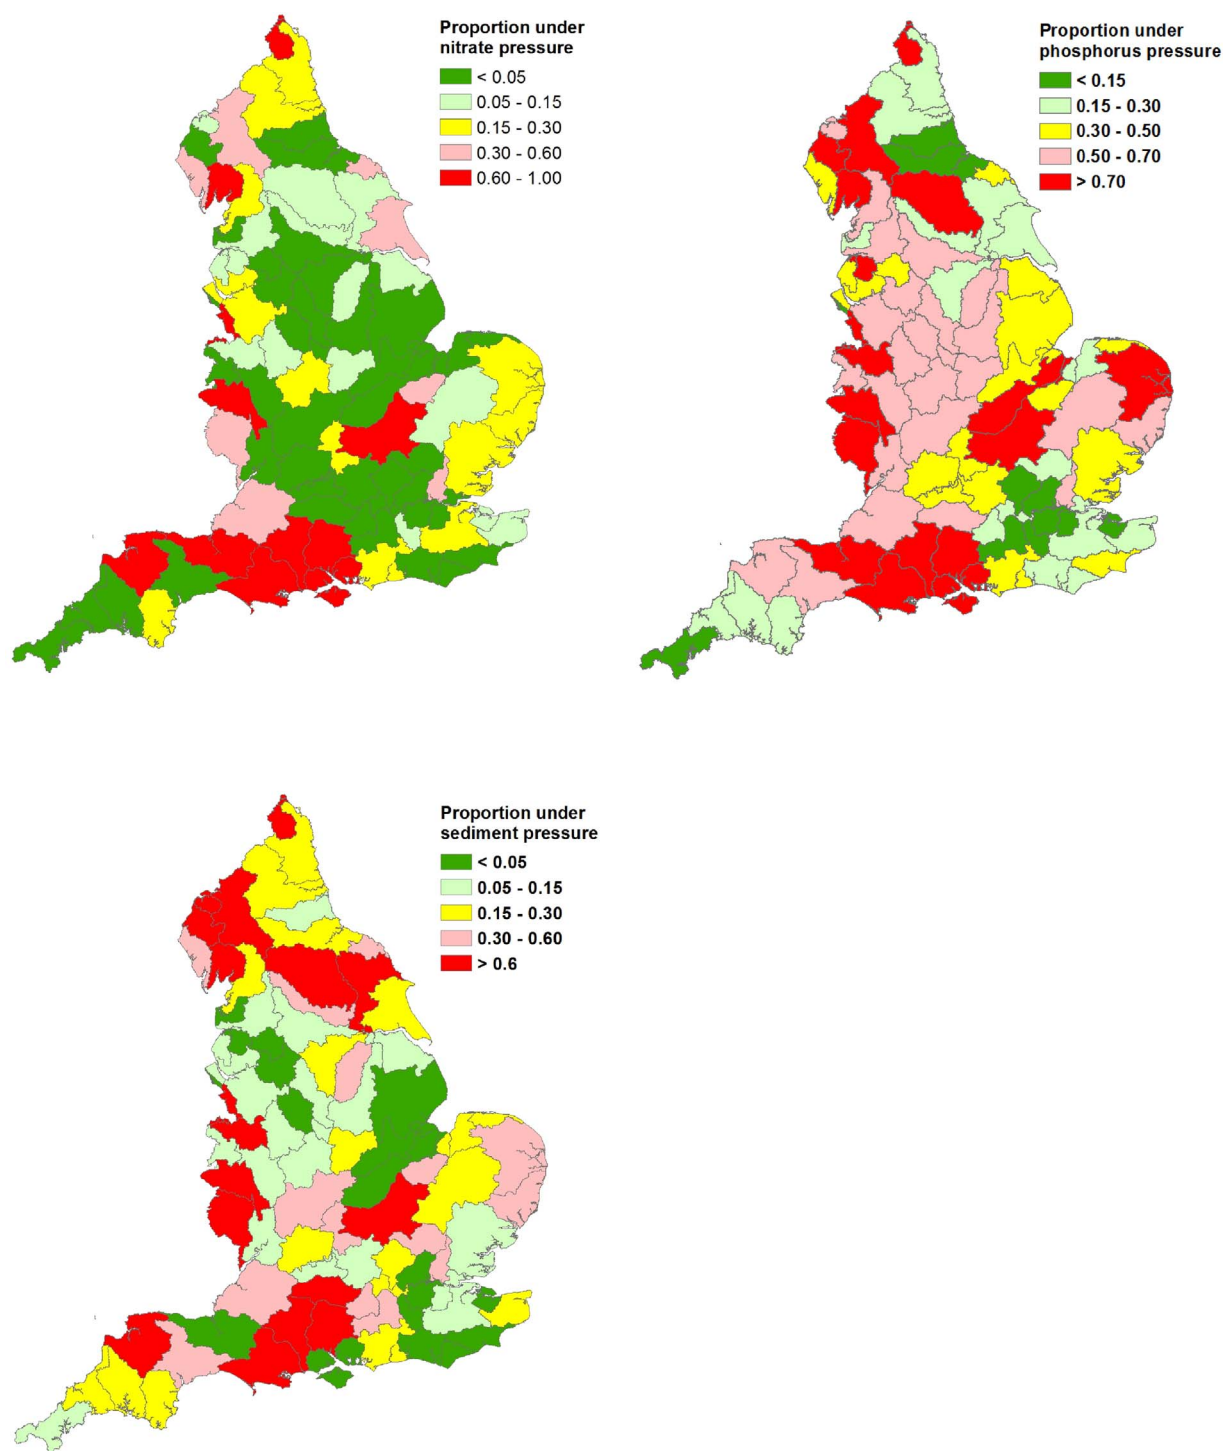 Proportion under
nitrate pressure
< 0.05
0.05 - 0.15
0.15 - 0.30
0.30 - 0.60
0.60 - 1.00
Proportion under
phosphorus pressure
< 0.15
0.15 - 0.30
0.30 - 0.50
0.50 - 0.70
> 0.70
Proportion under
sediment pressure
< 0.05
0.05 - 0.15
0.15 - 0.30
0.30 - 0.60
> 0.6